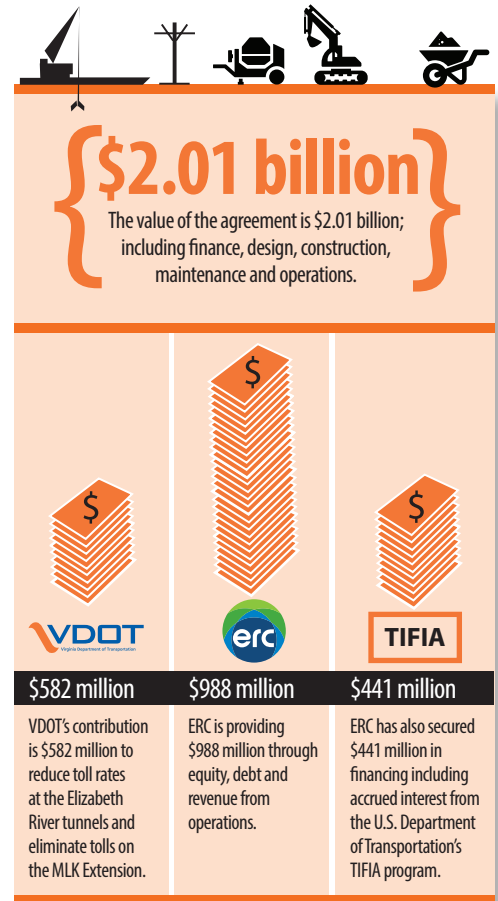 {$2.01 billion}
The value of the agreement is $2.01 billion;
including finance, design, construction,
maintenance and operations.
$
$
$
VDOT
Virginia Department of Transportation
erc
TIFIA
$582 million
$988 million
$441 million
VDOT's contribution
is $582 million to
reduce toll rates
at the Elizabeth
River tunnels and
eliminate tolls on
the MLK Extension.
ERC is providing
$988 million through
equity, debt and
revenue from
operations.
ERC has also secured
$441 million in
financing including
accrued interest from
the U.S. Department
of Transportation's
TIFIA program.